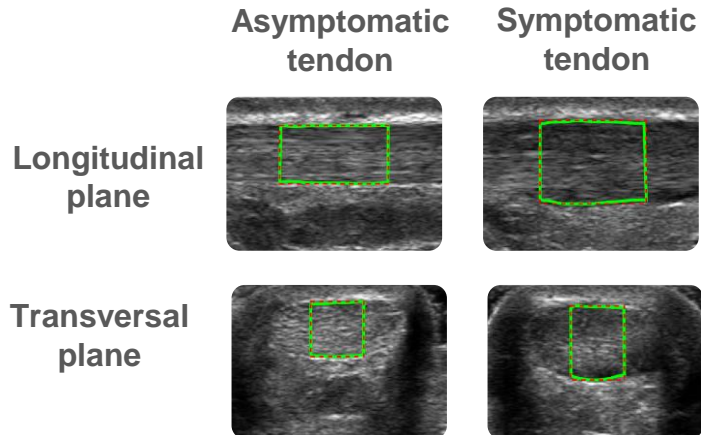 Asymptomatic
tendon
Symptomatic
tendon
Longitudinal
plane
Transversal
plane